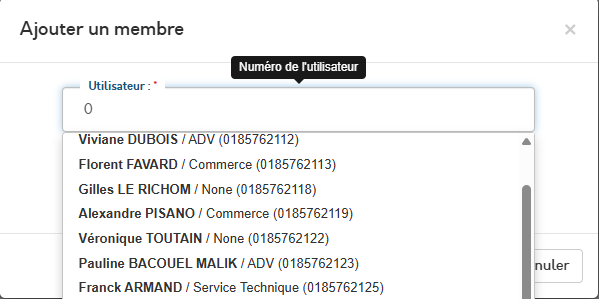 Ajouter un membre
×
Numéro de l'utilisateur
Utilisateur : *
0
Viviane DUBOIS / ADV (0185762112)
Florent FAVARD / Commerce (0185762113)
Gilles LE RICHOM / None (0185762118)
Alexandre PISANO / Commerce (0185762119)
Véronique TOUTAIN / None (0185762122)
Pauline BACOUEL MALIK / ADV (0185762123)
nuler
Franck ARMAND / Service Technique (0185762125)